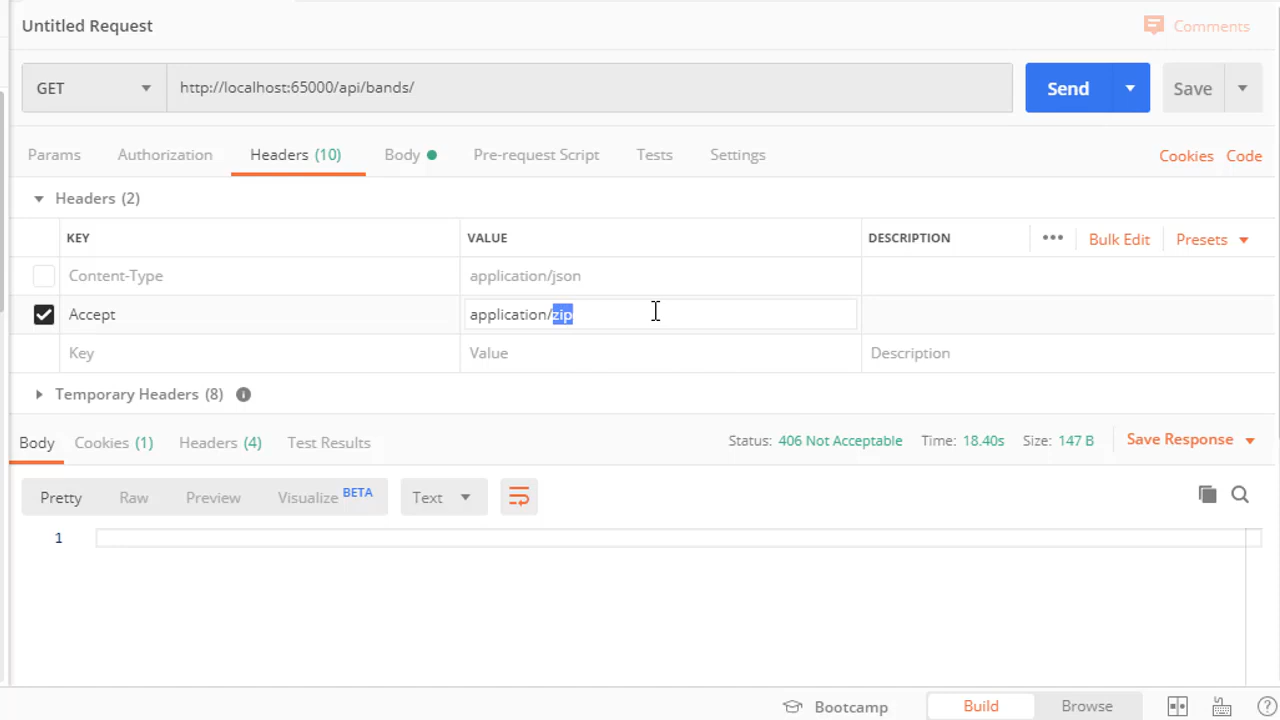 Untitled Request
Comments
GET http://localhost:65000/api/bands/ Send Save
Params Authorization Headers (10) Body Pre-request Script Tests Settings Cookies Code
Headers (2)
KEY VALUE DESCRIPTION ••• Bulk Edit Presets
Content-Type application/json
Accept application/zip
Key Value Description
Temporary Headers (8)
Body Cookies (1) Headers (4) Test Results Status: 406 Not Acceptable Time: 18.40s Size: 147 B Save Response
Pretty Raw Preview Visualize BETA Text
1
Bootcamp Build Browse